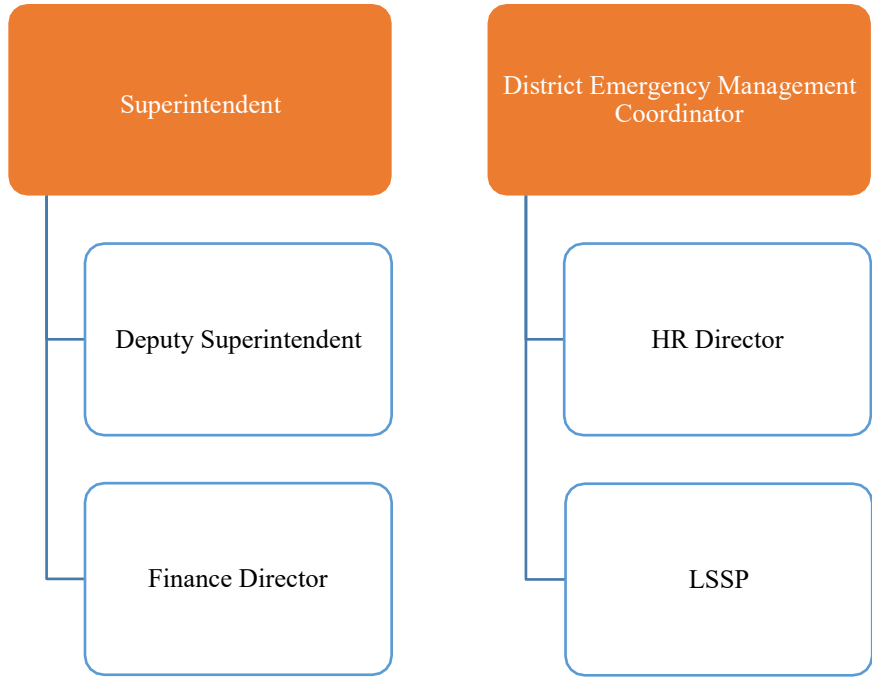 Superintendent
District Emergency Management
Coordinator
Deputy Superintendent
HR Director
Finance Director
LSSP